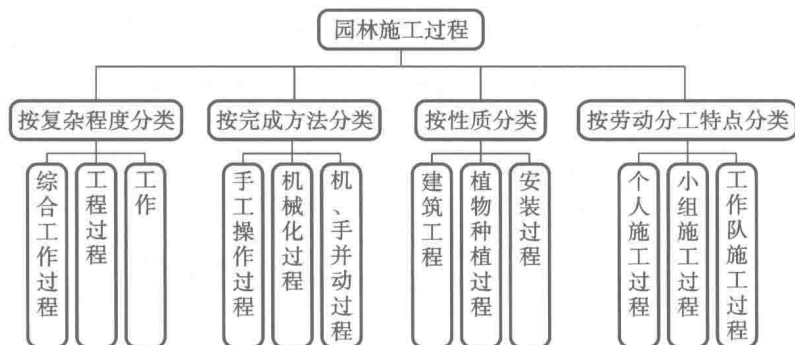 园林施工过程
按复杂程度分类
按完成方法分类
按性质分类
按劳动分工特点分类
综合工作过程
工程过程
工作
手工操作过程
机械化过程
机、手并动过程
建筑工程
植物种植过程
安装过程
个人施工过程
小组施工过程
工作队施工过程